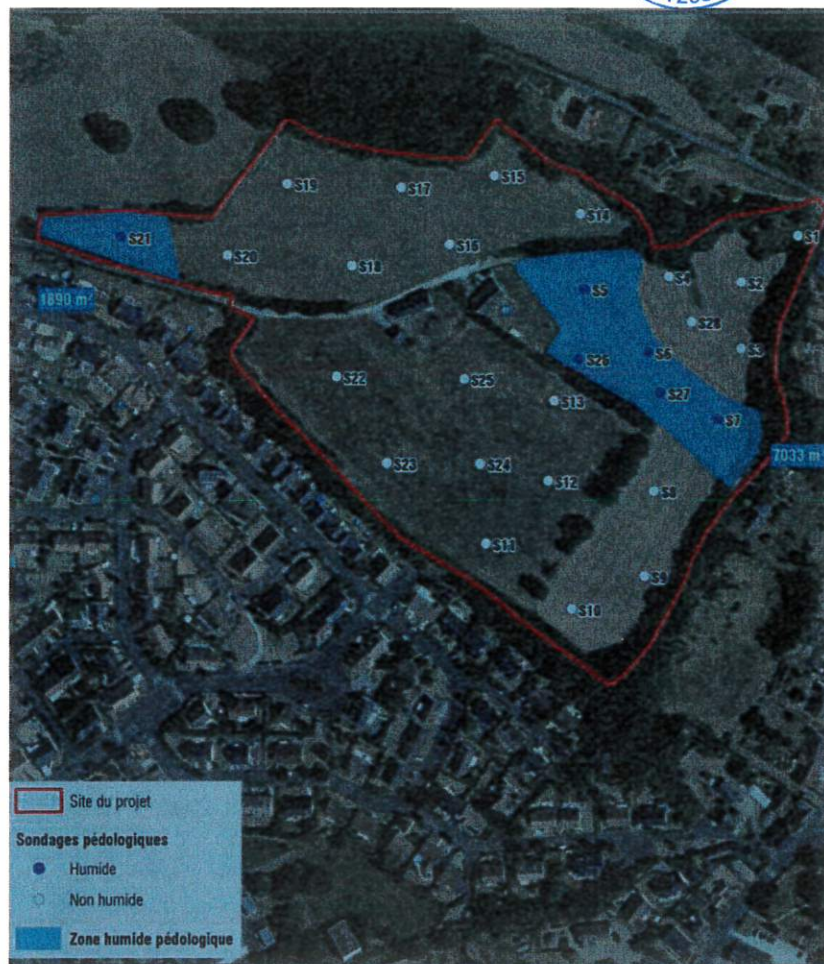 S19
S17
S15
S14
S1
S21
S16
S20
S18
S4
S2
1890 m²
S5
S28
S6
S3
S26
S22
S25
S27
S13
S7
7033 m²
S23
S24
S12
S8
S11
S9
S10
Site du projet
Sondages pédologiques
Humide
Non humide
Zone humide pédologique